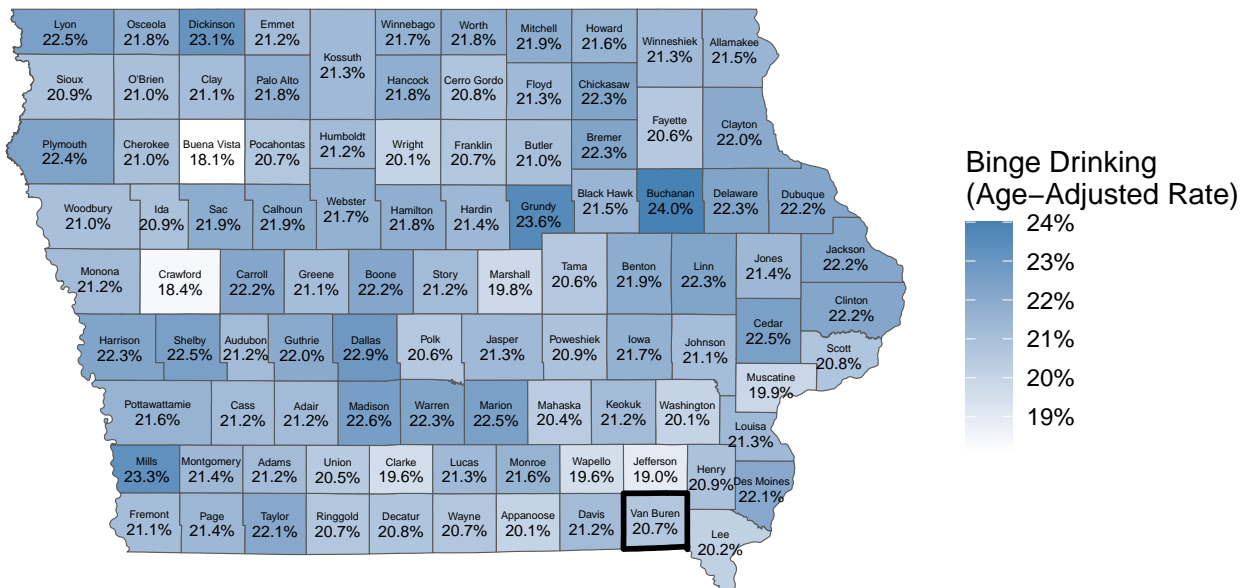 Lyon
22.5%
Osceola
21.8%
Dickinson
23.1%
Emmet
21.2%
Kossuth
21.3%
Winnebago
21.7%
Worth
21.8%
Mitchell
21.9%
Howard
21.6%
Winneshiek
21.3%
Allamakee
21.5%
Sioux
20.9%
O'Brien
21.0%
Clay
21.1%
Palo Alto
21.8%
Hancock
21.8%
Cerro Gordo
20.8%
Floyd
21.3%
Chickasaw
22.3%
Fayette
20.6%
Clayton
22.0%
Plymouth
22.4%
Cherokee
21.0%
Buena Vista
18.1%
Pocahontas
20.7%
Humboldt
21.2%
Wright
20.1%
Franklin
20.7%
Butler
21.0%
Bremer
22.3%
Woodbury
21.0%
Ida
20.9%
Sac
21.9%
Calhoun
21.9%
Webster
21.7%
Hamilton
21.8%
Hardin
21.4%
Grundy
23.6%
Black Hawk
21.5%
Buchanan
24.0%
Delaware
22.3%
Dubuque
22.2%
Monona
21.2%
Crawford
18.4%
Carroll
22.2%
Greene
21.1%
Boone
22.2%
Story
21.2%
Marshall
19.8%
Tama
20.6%
Benton
21.9%
Linn
22.3%
Jones
21.4%
Jackson
22.2%
Clinton
22.2%
Harrison
22.3%
Shelby
22.5%
Audubon
21.2%
Guthrie
22.0%
Dallas
22.9%
Polk
20.6%
Jasper
21.3%
Poweshiek
20.9%
Iowa
21.7%
Johnson
21.1%
Cedar
22.5%
Scott
20.8%
Muscatine
19.9%
Pottawattamie
21.6%
Cass
21.2%
Adair
21.2%
Madison
22.6%
Warren
22.3%
Marion
22.5%
Mahaska
20.4%
Keokuk
21.2%
Washington
20.1%
Louisa
21.3%
Mills
23.3%
Montgomery
21.4%
Adams
21.2%
Union
20.5%
Clarke
19.6%
Lucas
21.3%
Monroe
21.6%
Wapello
19.6%
Jefferson
19.0%
Henry
20.9%
Des Moines
22.1%
Fremont
21.1%
Page
21.4%
Taylor
22.1%
Ringgold
20.7%
Decatur
20.8%
Wayne
20.7%
Appanoose
20.1%
Davis
21.2%
Van Buren
20.7%
Lee
20.2%
Binge Drinking
(Age−Adjusted Rate)
24%
23%
22%
21%
20%
19%